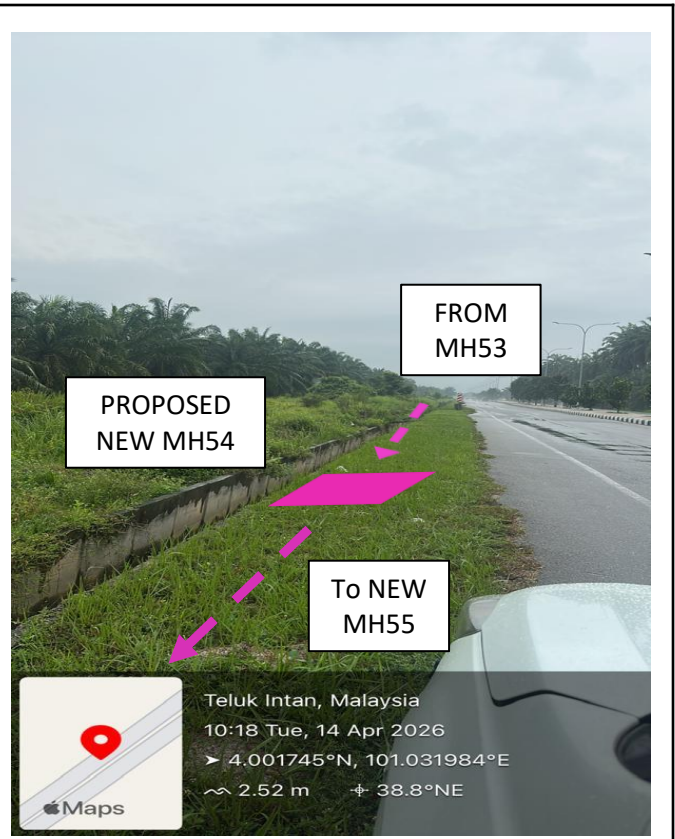 FROM
MH53
PROPOSED
NEW MH54
To NEW
MH55
Teluk Intan, Malaysia
10:18 Tue, 14 Apr 2026
➤ 4.001745°N, 101.031984°E
2.52 m 38.8°NE
Maps